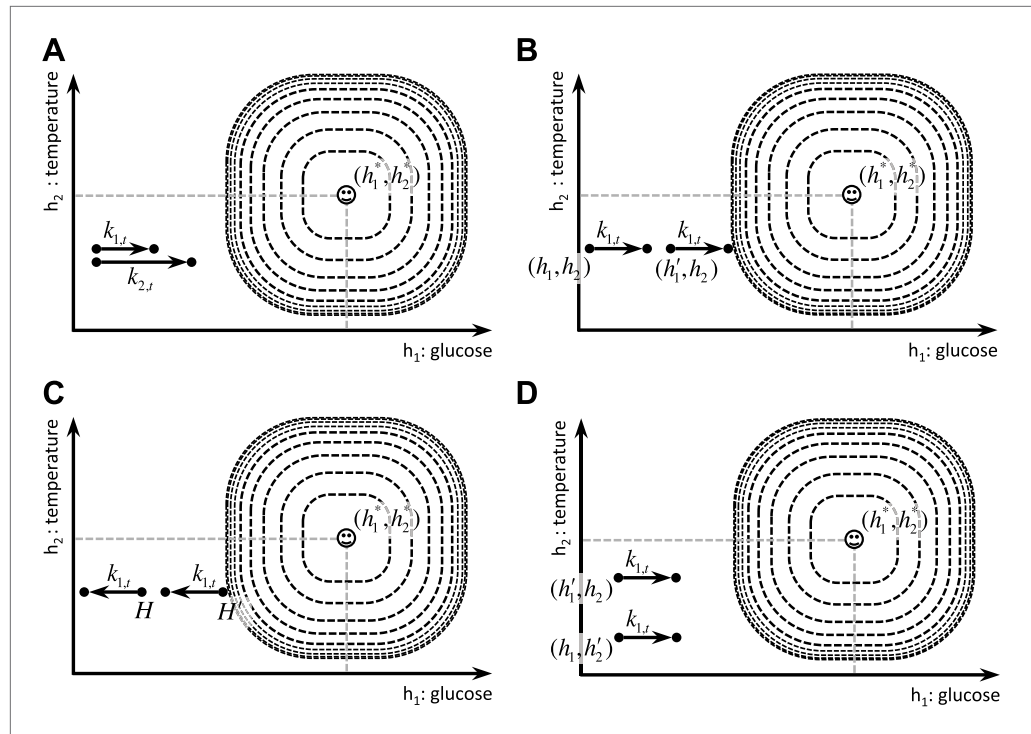 A
h₂ : temperature
(h₁*, h₂*)
k₁,t
k₂,t
h₁: glucose
B
h₂ : temperature
(h₁*, h₂*)
k₁,t k₁,t
(h₁, h₂) (h₁′, h₂)
h₁: glucose
C
h₂ : temperature
(h₁*, h₂*)
k₁,t k₁,t
H H′
h₁: glucose
D
h₂ : temperature
(h₁*, h₂*)
k₁,t
(h₁′, h₂)
k₁,t
(h₁, h₂′)
h₁: glucose